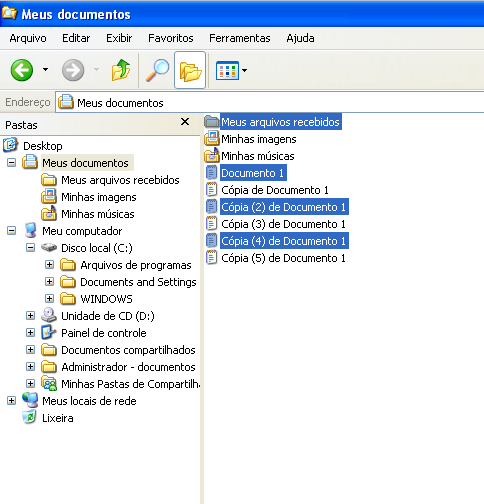 Meus documentos
Arquivo Editar Exibir Favoritos Ferramentas Ajuda
Endereço Meus documentos
Pastas
Desktop
Meus documentos
Meus arquivos recebidos
Minhas imagens
Minhas músicas
Meu computador
Disco local (C:)
Arquivos de programas
Documents and Settings
WINDOWS
Unidade de CD (D:)
Painel de controle
Documentos compartilhados
Administrador - documentos
Minhas Pastas de Compartilh
Meus locais de rede
Lixeira
Meus arquivos recebidos
Minhas imagens
Minhas músicas
Documento 1
Cópia de Documento 1
Cópia (2) de Documento 1
Cópia (3) de Documento 1
Cópia (4) de Documento 1
Cópia (5) de Documento 1